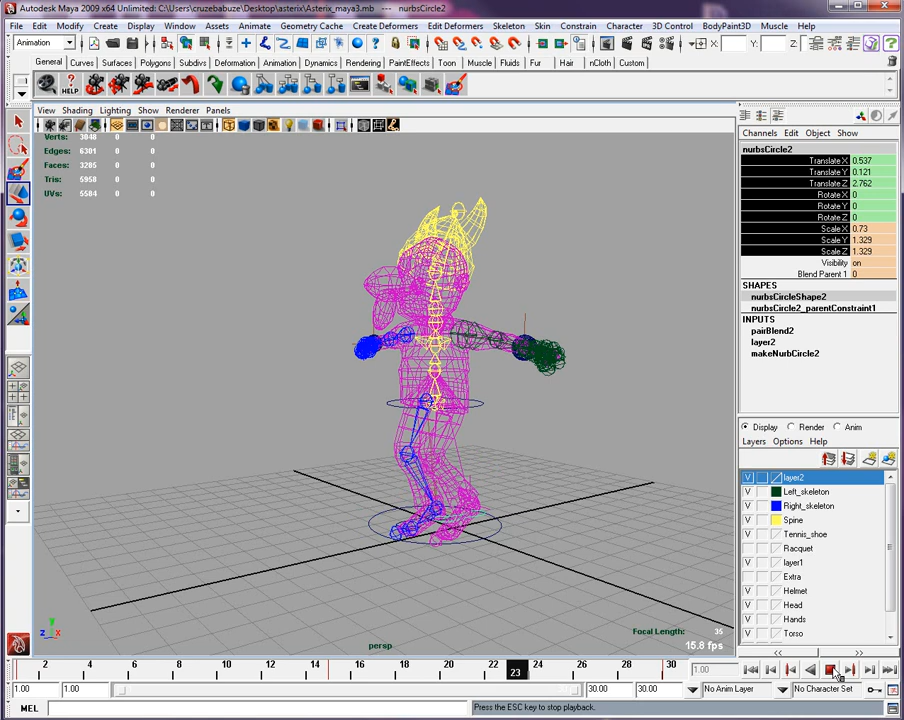 Autodesk Maya 2009 x64 Unlimited: C:\Users\cruzebabuze\Desktop\asterix\Asterix_maya3.mb --- nurbsCircle2
File Edit Modify Create Display Window Assets Animate Geometry Cache Create Deformers Edit Deformers Skeleton Skin Constrain Character 3D Control BodyPaint3D Muscle Help
Animation X: Y: Z:
General Curves Surfaces Polygons Subdivs Deformation Animation Dynamics Rendering PaintEffects Toon Muscle Fluids Fur Hair nCloth Custom
HELP
View Shading Lighting Show Renderer Panels
Verts: 3048 0 0
Edges: 6301 0 0
Faces: 3285 0 0
Tris: 5958 0 0
UVs: 5584 0 0
Channels Edit Object Show
nurbsCircle2
Translate X 0.537
Translate Y 0.121
Translate Z 2.762
Rotate X 0
Rotate Y 0
Rotate Z 0
Scale X 0.73
Scale Y 1.329
Scale Z 1.329
Visibility on
Blend Parent 1 0
SHAPES
nurbsCircleShape2
nurbsCircle2_parentConstraint1
INPUTS
pairBlend2
layer2
makeNurbCircle2
Display Render Anim
Layers Options Help
V layer2
V Left_skeleton
V Right_skeleton
V Spine
V Tennis_shoe
Racquet
V layer1
Extra
V Helmet
V Head
V Hands
V Torso
y
z x
persp
Focal Length: 35
15.8 fps
2 4 6 8 10 12 14 16 18 20 22 23 24 26 28 30 1.00
1.00 1.00 30.00 30.00 No Anim Layer No Character Set
MEL Press the ESC key to stop playback.